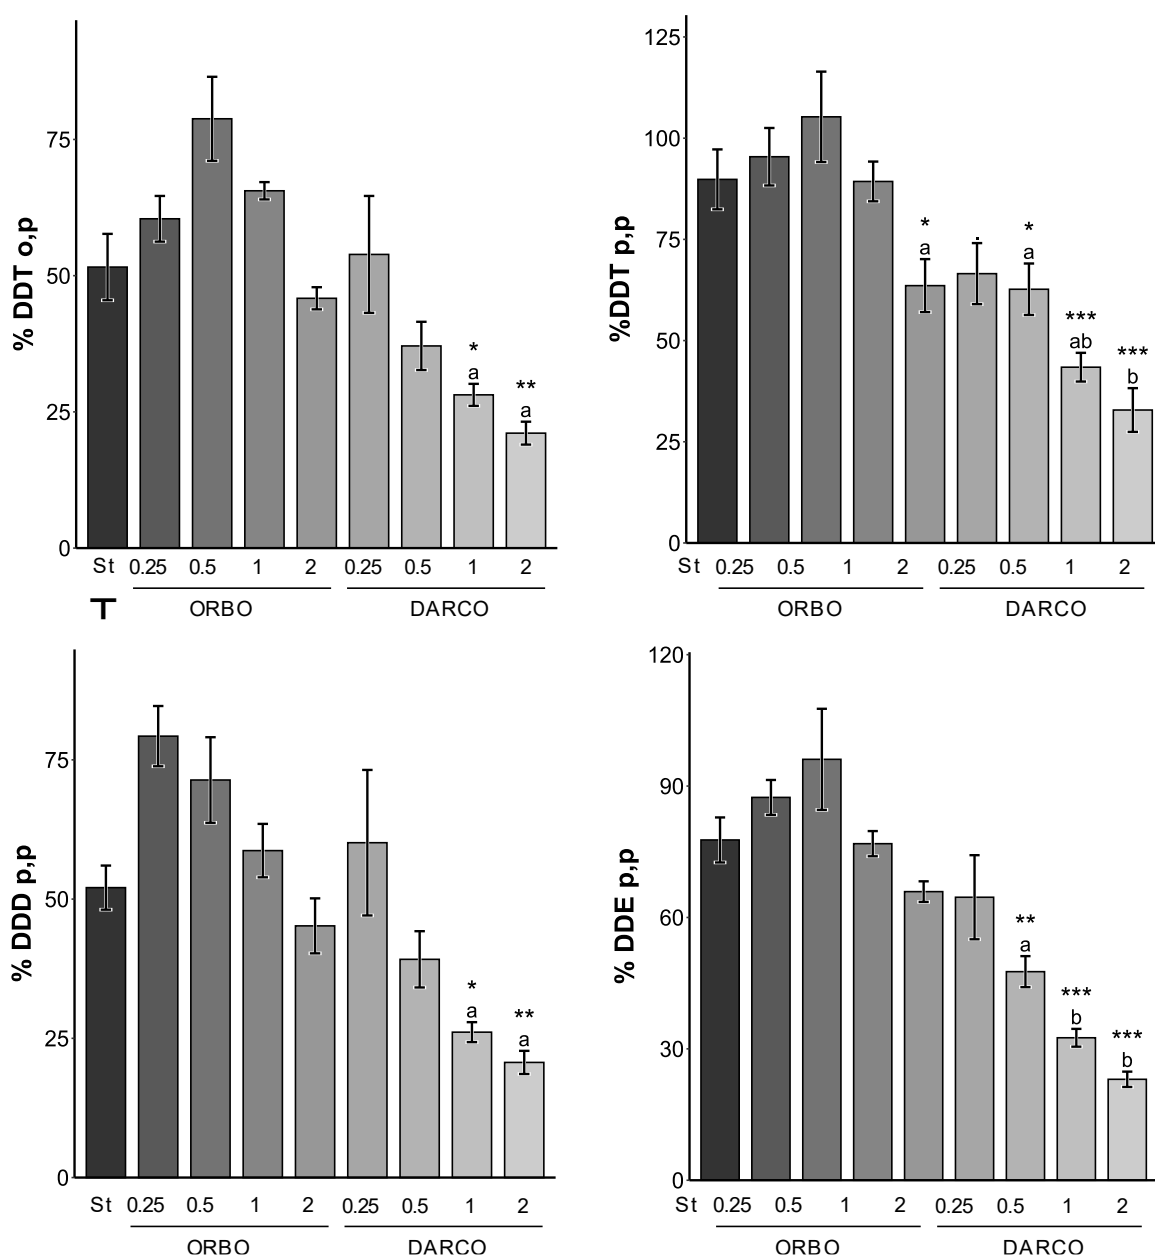 % DDT o,p
75
50
25
0
*
a
**
a
St 0.25 0.5 1 2 0.25 0.5 1 2
T
ORBO DARCO
%DDT p,p
125
100
75
50
25
0
*
a
.
*
a
***
ab
***
b
St 0.25 0.5 1 2 0.25 0.5 1 2
ORBO DARCO
% DDD p,p
75
50
25
0
*
a
**
a
St 0.25 0.5 1 2 0.25 0.5 1 2
ORBO DARCO
% DDE p,p
120
90
60
30
0
**
a
***
b
***
b
St 0.25 0.5 1 2 0.25 0.5 1 2
ORBO DARCO